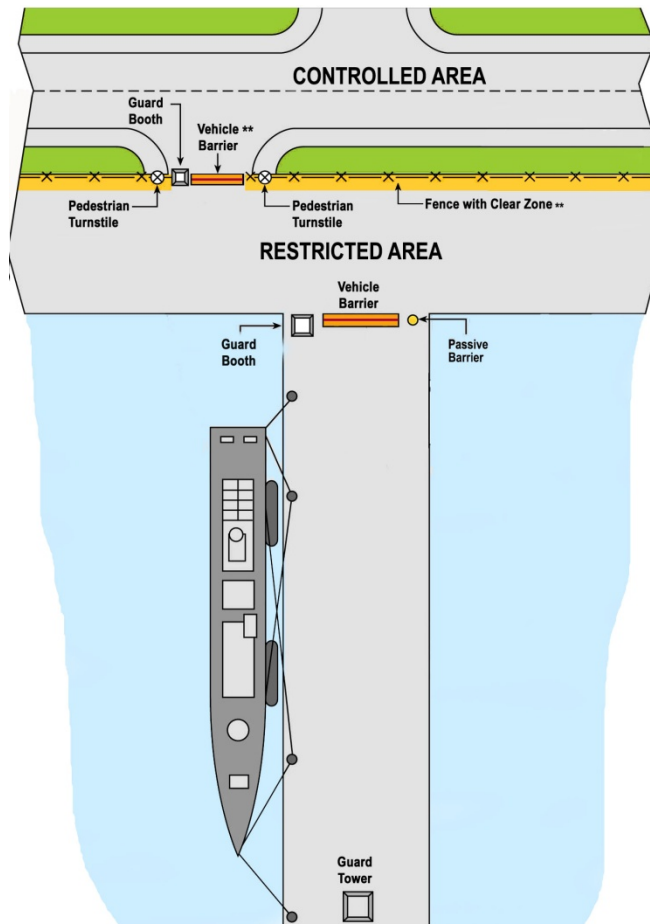 CONTROLLED AREA
Guard
Booth
Vehicle **
Barrier
Pedestrian
Turnstile
Pedestrian
Turnstile
Fence with Clear Zone **
RESTRICTED AREA
Vehicle
Barrier
Guard
Booth
Passive
Barrier
Guard
Tower